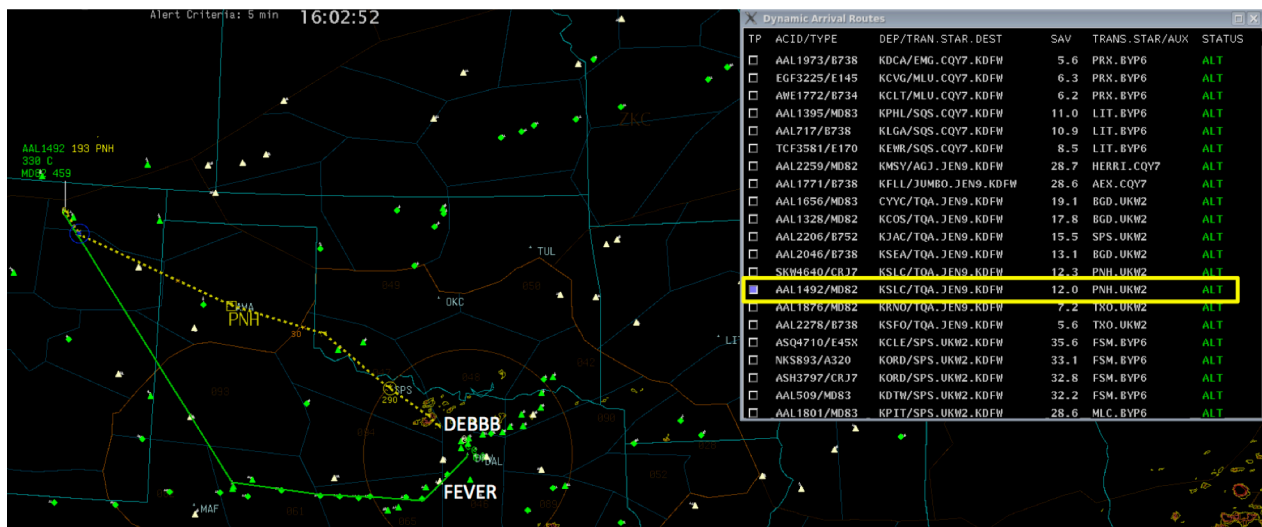 Alert Criteria: 5 min 16:02:52
ZKC
AAL1492 193 PNH
330 C
MD82 459
TUL
OKC
049
050
AMA
PNH
30
LIT
093
SPS
290
042
DEBBB
DAL
090
052
FEVER
MAF
061
065
Dynamic Arrival Routes
TP ACID/TYPE DEP/TRAN.STAR.DEST SAV TRANS.STAR/AUX STATUS
AAL1973/B738 KDCA/EMG.CQY7.KDFW 5.6 PRX.BYP6 ALT
EGF3225/E145 KCVG/MLU.CQY7.KDFW 6.3 PRX.BYP6 ALT
AWE1772/B734 KCLT/MLU.CQY7.KDFW 6.2 PRX.BYP6 ALT
AAL1395/MD83 KPHL/SQS.CQY7.KDFW 11.0 LIT.BYP6 ALT
AAL717/B738 KLGA/SQS.CQY7.KDFW 10.9 LIT.BYP6 ALT
TCF3581/E170 KEWR/SQS.CQY7.KDFW 8.5 LIT.BYP6 ALT
AAL2259/MD82 KMSY/AGJ.JEN9.KDFW 28.7 HERRI.CQY7 ALT
AAL1771/B738 KFLL/JUMBO.JEN9.KDFW 28.6 AEX.CQY7 ALT
AAL1656/MD83 CYYC/TQA.JEN9.KDFW 19.1 BGD.UKW2 ALT
AAL1328/MD82 KCOS/TQA.JEN9.KDFW 17.8 BGD.UKW2 ALT
AAL2206/B752 KJAC/TQA.JEN9.KDFW 15.5 SPS.UKW2 ALT
AAL2046/B738 KSEA/TQA.JEN9.KDFW 13.1 BGD.UKW2 ALT
SKW4640/CRJ7 KSLC/TQA.JEN9.KDFW 12.3 PNH.UKW2 ALT
AAL1492/MD82 KSLC/TQA.JEN9.KDFW 12.0 PNH.UKW2 ALT
AAL1876/MD82 KRNO/TQA.JEN9.KDFW 7.2 TXO.UKW2 ALT
AAL2278/B738 KSFO/TQA.JEN9.KDFW 5.6 TXO.UKW2 ALT
ASQ4710/E45X KCLE/SPS.UKW2.KDFW 35.6 FSM.BYP6 ALT
NKS893/A320 KORD/SPS.UKW2.KDFW 33.1 FSM.BYP6 ALT
ASH3797/CRJ7 KORD/SPS.UKW2.KDFW 32.8 FSM.BYP6 ALT
AAL509/MD83 KDTW/SPS.UKW2.KDFW 32.2 FSM.BYP6 ALT
AAL1801/MD83 KPIT/SPS.UKW2.KDFW 28.6 MLC.BYP6 ALT